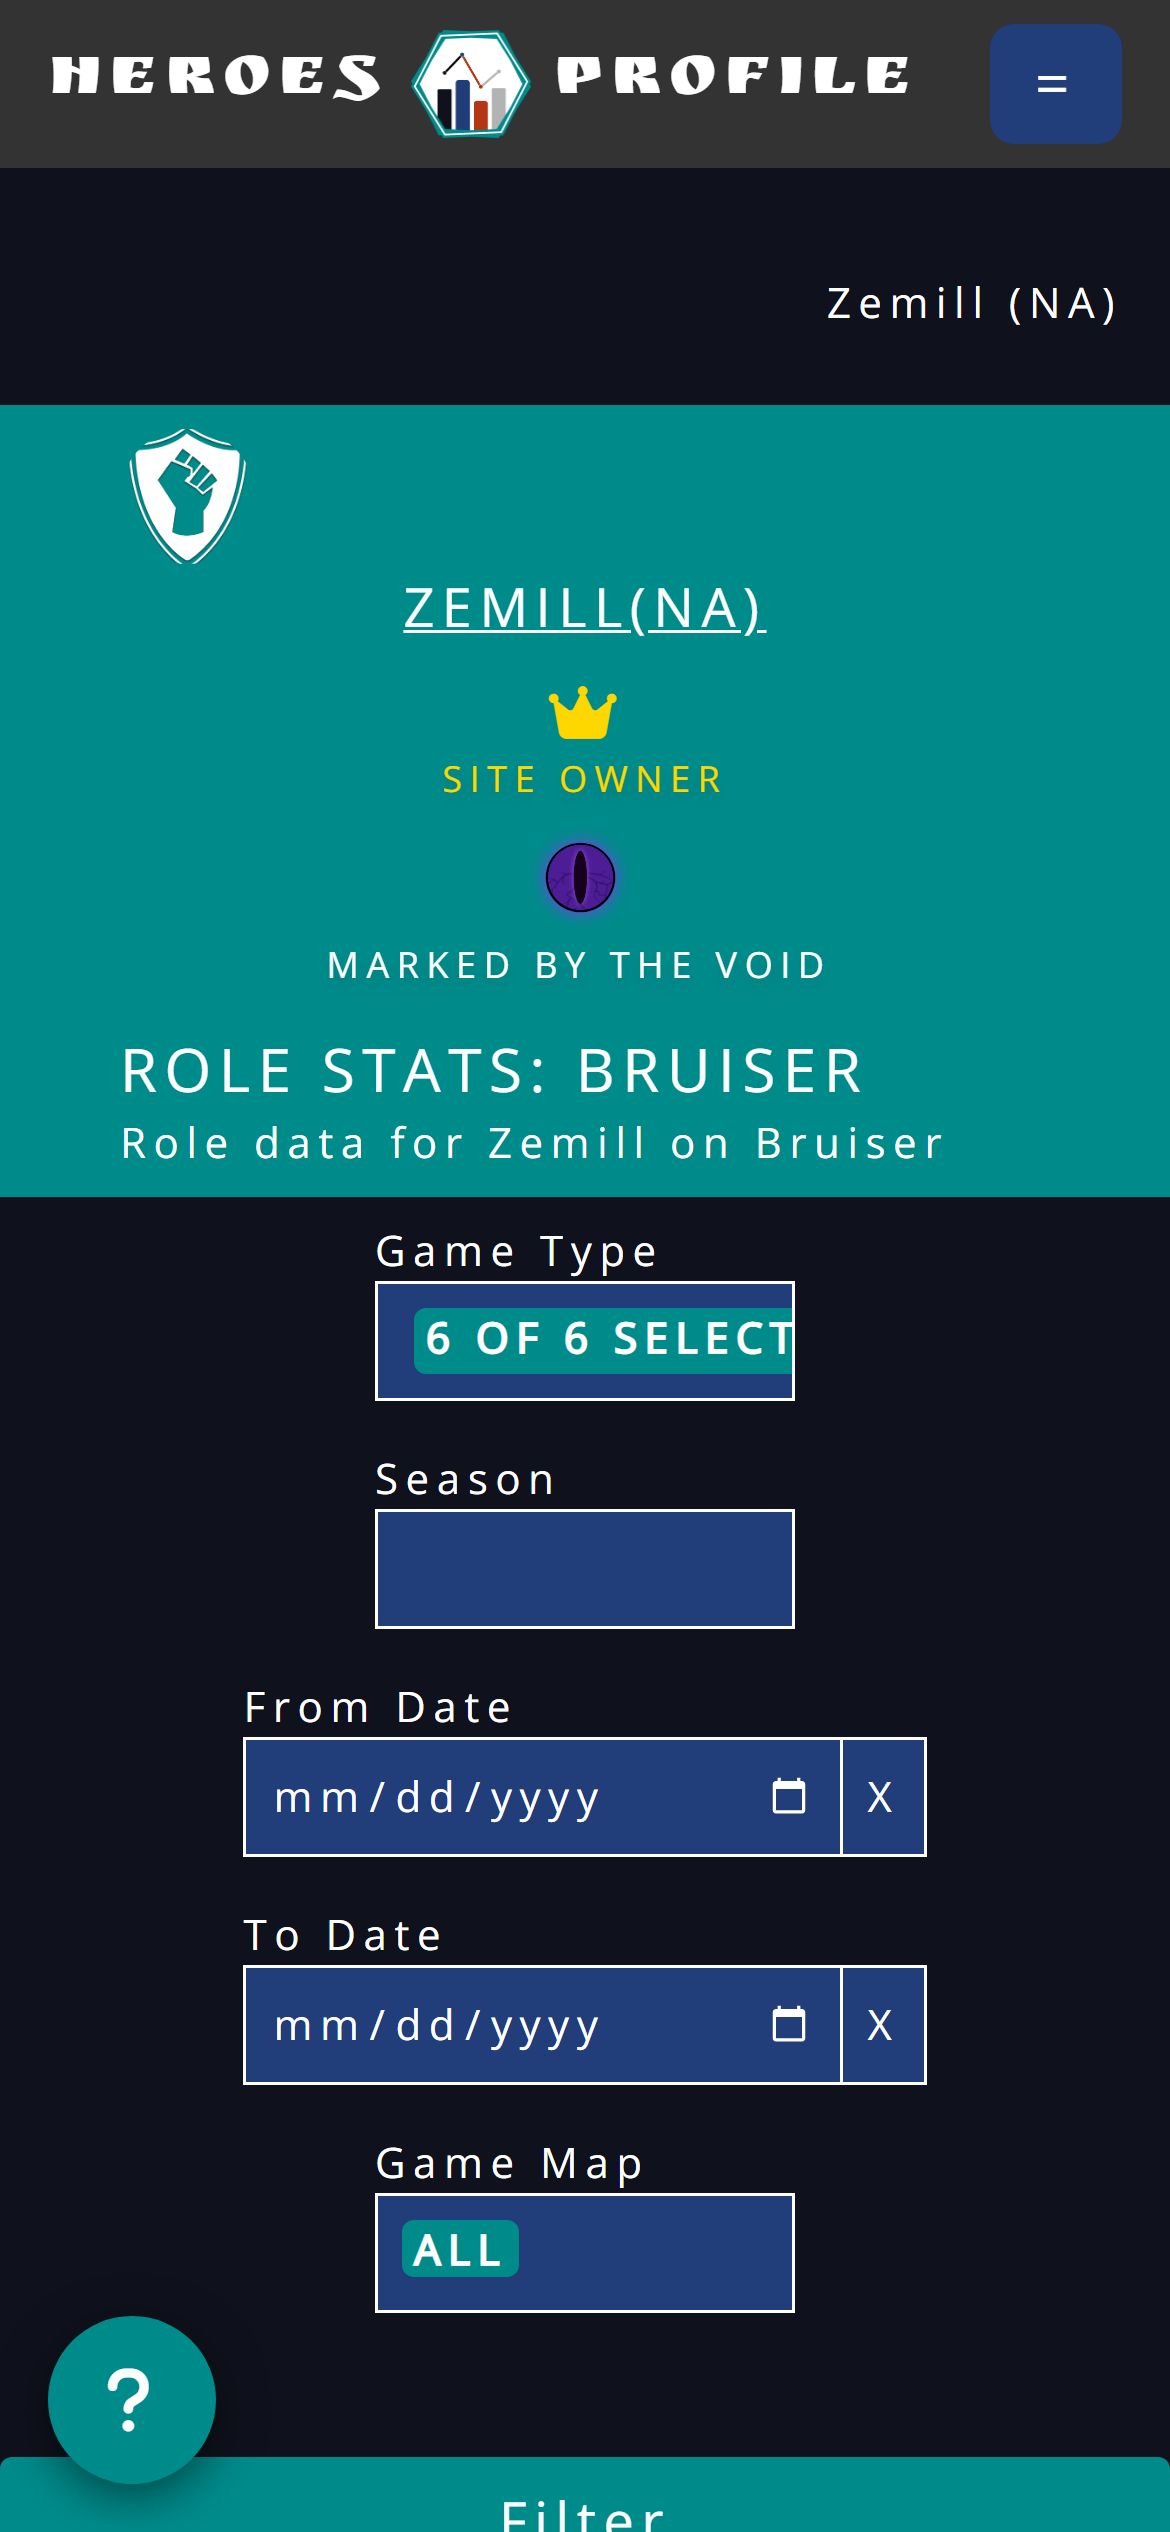 HEROES PROFILE
=
Zemill (NA)
ZEMILL(NA)
SITE OWNER
MARKED BY THE VOID
ROLE STATS: BRUISER
Role data for Zemill on Bruiser
Game Type
6 OF 6 SELECT
Season
From Date
mm/dd/yyyy X
To Date
mm/dd/yyyy X
Game Map
ALL
?
Filter